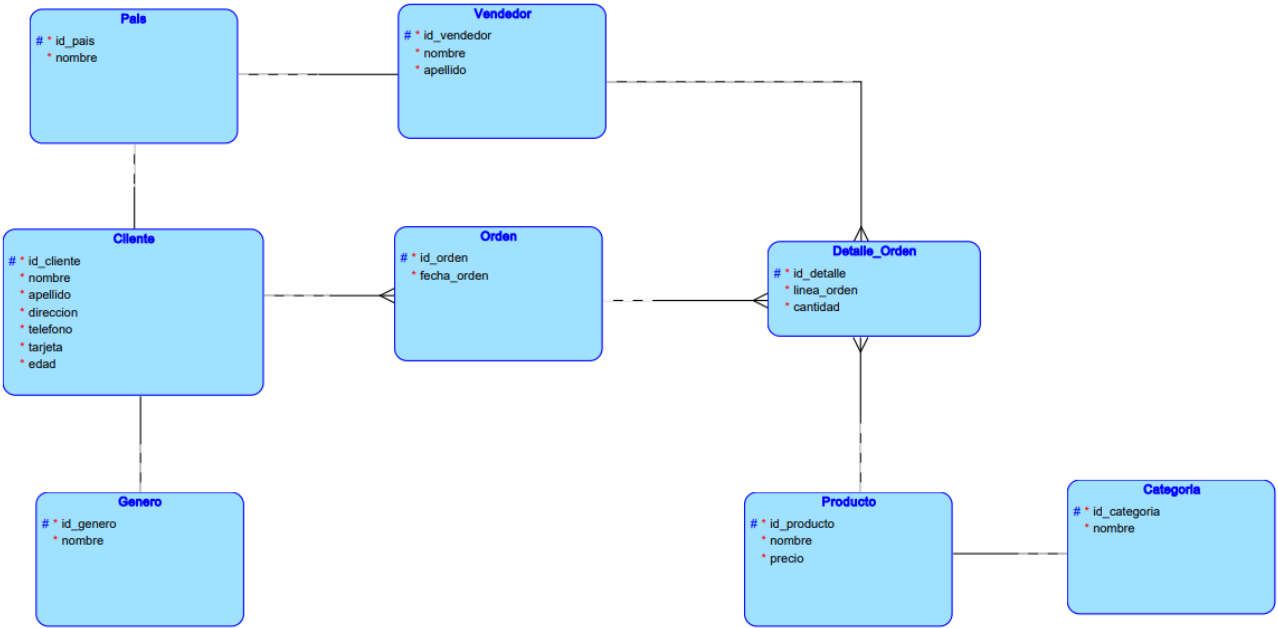 Pais
# * id_pais
* nombre
Vendedor
# * id_vendedor
* nombre
* apellido
Cliente
# * id_cliente
* nombre
* apellido
* direccion
* telefono
* tarjeta
* edad
Orden
# * id_orden
* fecha_orden
Detalle_Orden
# * id_detalle
* linea_orden
* cantidad
Genero
# * id_genero
* nombre
Producto
# * id_producto
* nombre
* precio
Categoria
# * id_categoria
* nombre